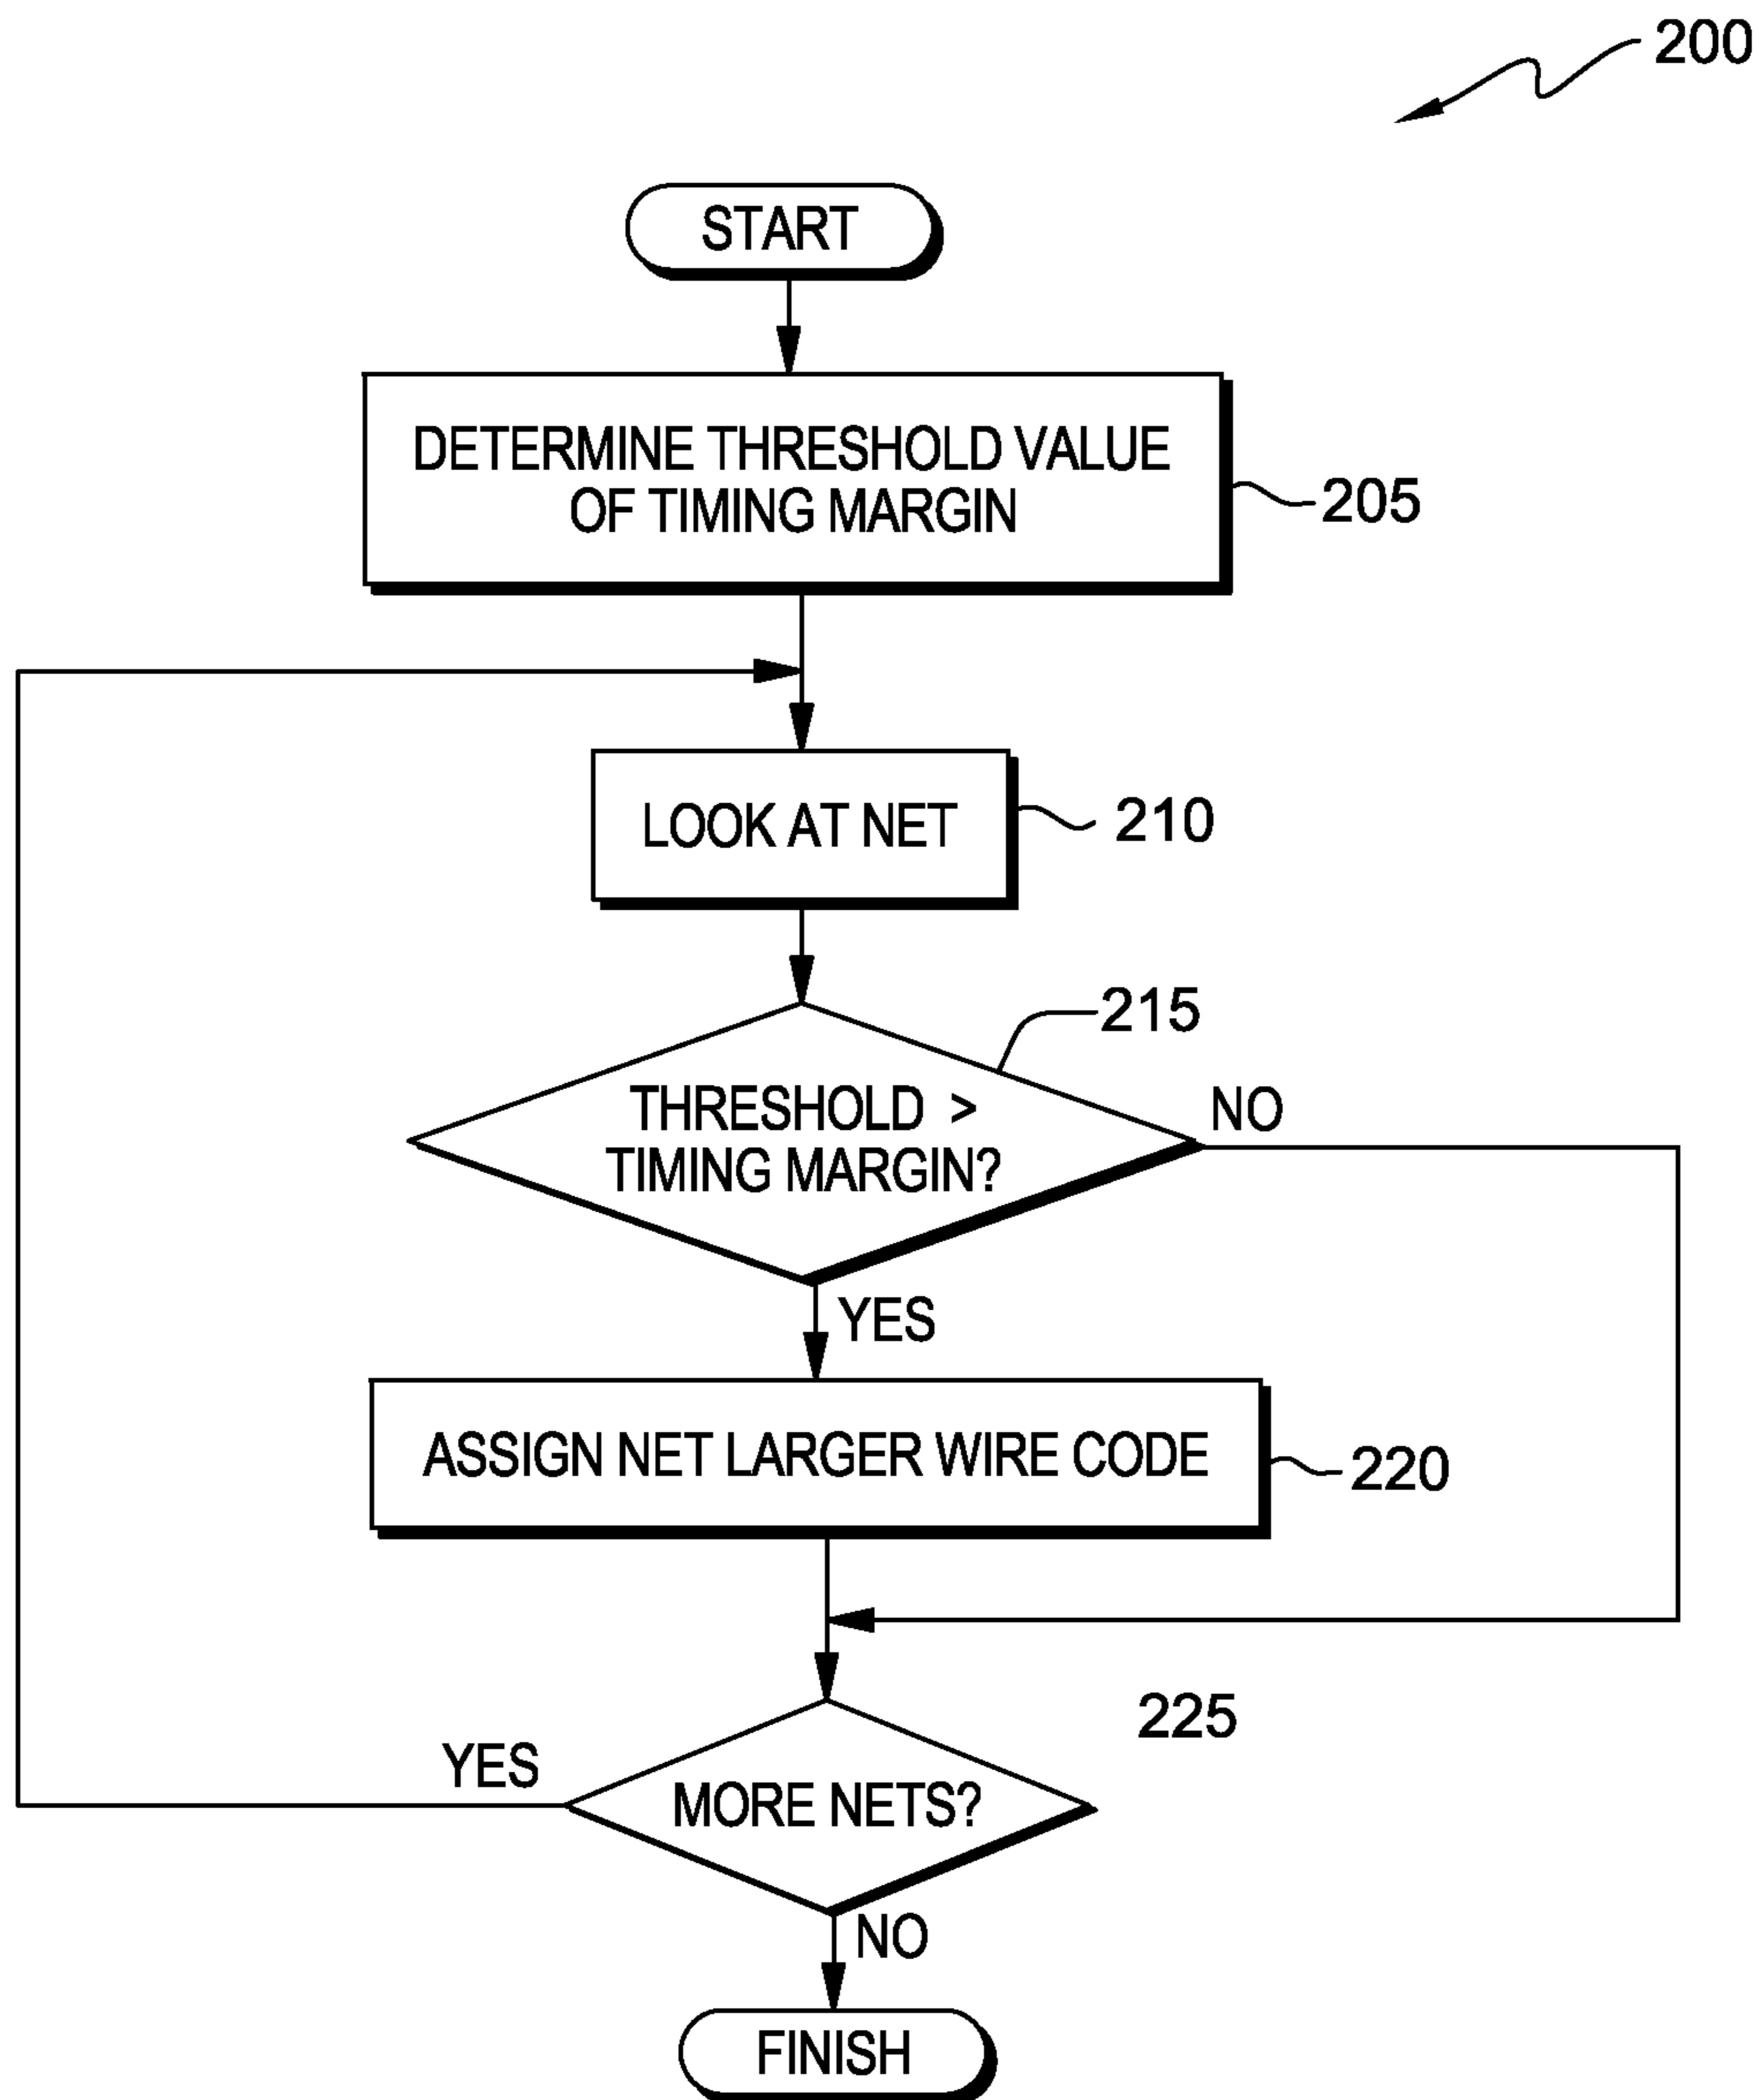 200
START
DETERMINE THRESHOLD VALUE
OF TIMING MARGIN
205
LOOK AT NET
210
215
THRESHOLD >
TIMING MARGIN?
NO
YES
ASSIGN NET LARGER WIRE CODE
220
225
YES
MORE NETS?
NO
FINISH